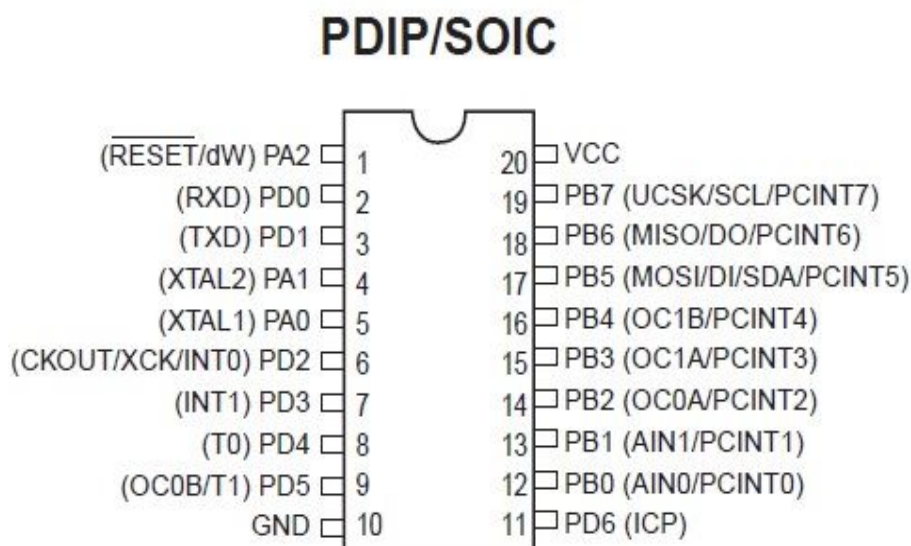 PDIP/SOIC
(RESET/dW) PA2 1 20 VCC
(RXD) PD0 2 19 PB7 (UCSK/SCL/PCINT7)
(TXD) PD1 3 18 PB6 (MISO/DO/PCINT6)
(XTAL2) PA1 4 17 PB5 (MOSI/DI/SDA/PCINT5)
(XTAL1) PA0 5 16 PB4 (OC1B/PCINT4)
(CKOUT/XCK/INT0) PD2 6 15 PB3 (OC1A/PCINT3)
(INT1) PD3 7 14 PB2 (OC0A/PCINT2)
(T0) PD4 8 13 PB1 (AIN1/PCINT1)
(OC0B/T1) PD5 9 12 PB0 (AIN0/PCINT0)
GND 10 11 PD6 (ICP)